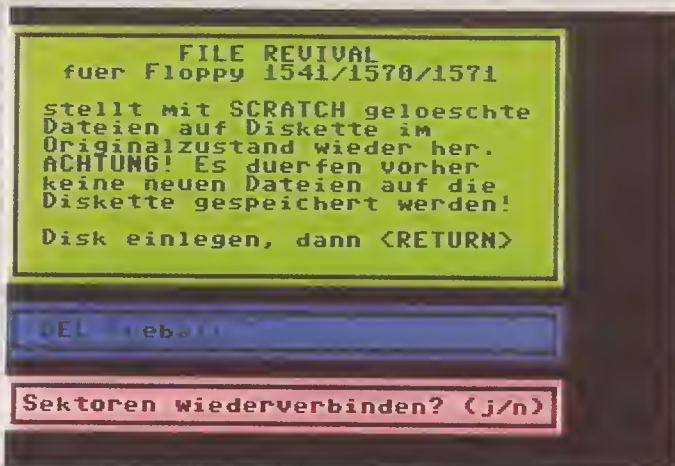 FILE REVIVAL
fuer Floppy 1541/1570/1571
stellt mit SCRATCH geloeschte
Dateien auf Diskette im
Originalzustand wieder her.
ACHTUNG! Es duerfen vorher
keine neuen Dateien auf die
Diskette gespeichert werden!
Disk einlegen, dann <RETURN>
DEL
Sektoren wiederverbinden? (j/n)